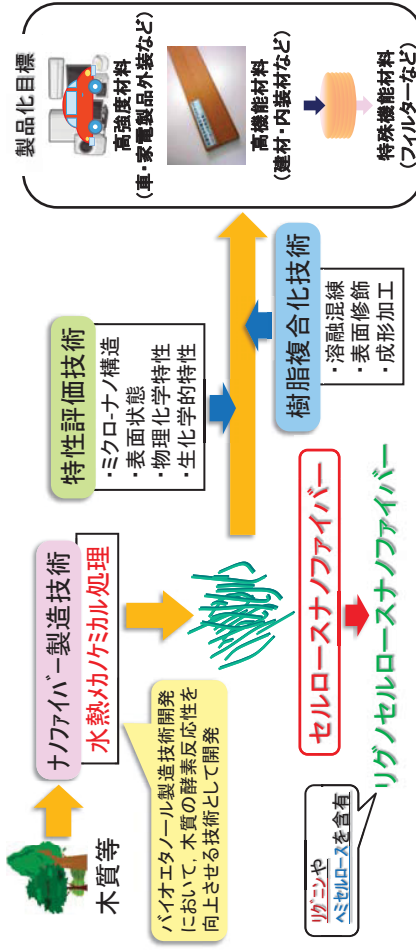 木質等
ナノファイバー製造技術
水熱メカノケミカル処理
バイオエタノール製造技術開発
において，木質の酵素反応性を
向上させる技術として開発
セルロースナノファイバー
リグノセルロースナノファイバー
リグニンや
ヘミセルロースを含有
特性評価技術
・ミクロ-ナノ構造
・表面状態
・物理化学特性
・生化学的特性
樹脂複合化技術
・溶融混練
・表面修飾
・成形加工
製品化目標
高強度材料
（車・家電製品外装など）
高機能材料
（建材・内装材など）
特殊機能材料
（フィルターなど）